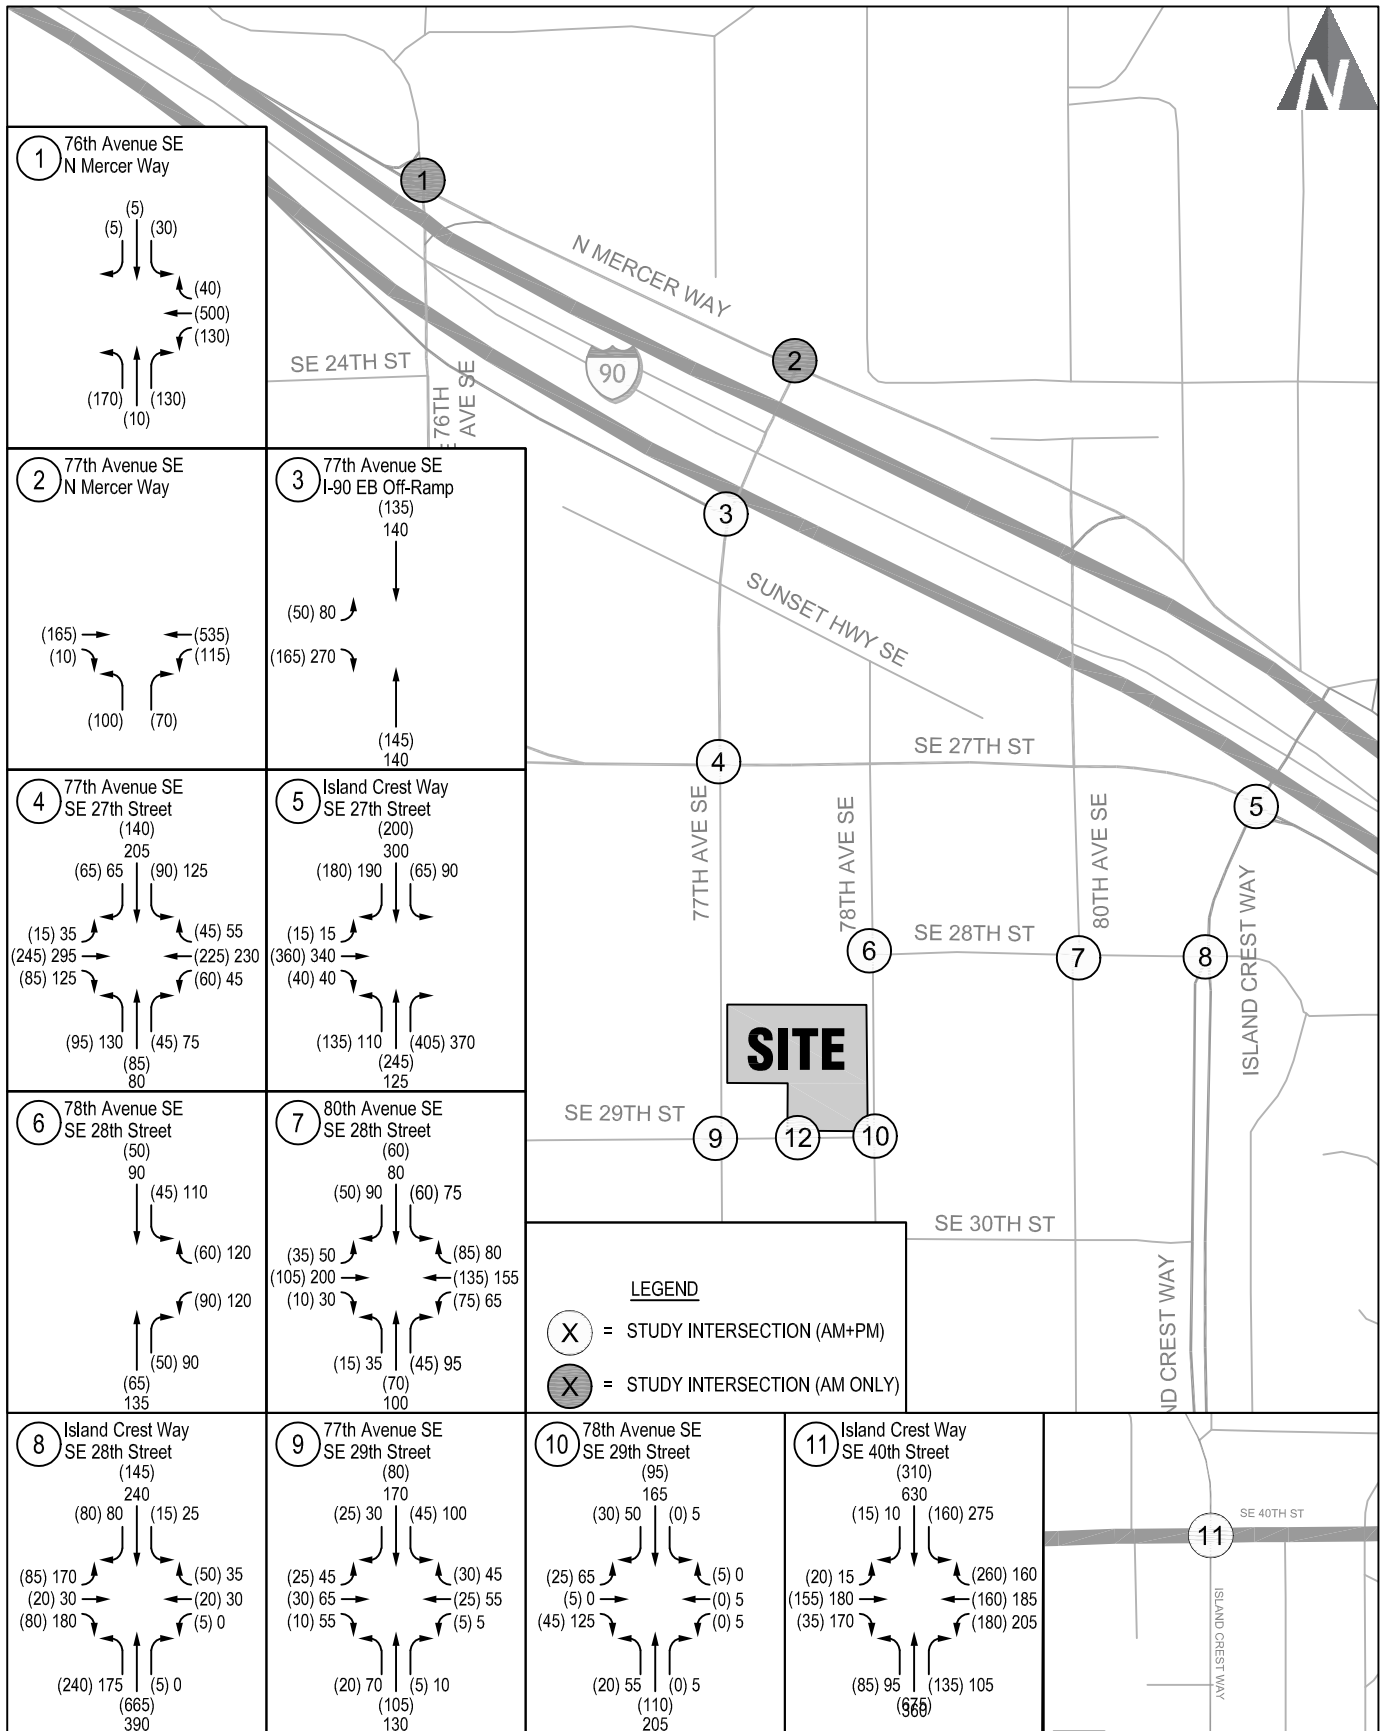 N
1
76th Avenue SE
N Mercer Way
(5)
(5) (30)
(40)
(500)
(130)
(170) (130)
(10)
2
77th Avenue SE
N Mercer Way
(165) (535)
(10) (115)
(100) (70)
3
77th Avenue SE
I-90 EB Off-Ramp
(135)
140
(50) 80
(165) 270
(145)
140
4
77th Avenue SE
SE 27th Street
(140)
205
(65) 65 (90) 125
(15) 35 (45) 55
(245) 295 (225) 230
(85) 125 (60) 45
(95) 130 (45) 75
(85)
80
5
Island Crest Way
SE 27th Street
(200)
300
(180) 190 (65) 90
(15) 15
(360) 340
(40) 40
(135) 110 (405) 370
(245)
125
6
78th Avenue SE
SE 28th Street
(50)
90
(45) 110
(60) 120
(90) 120
(50) 90
(65)
135
7
80th Avenue SE
SE 28th Street
(60)
80
(50) 90 (60) 75
(35) 50 (85) 80
(105) 200 (135) 155
(10) 30 (75) 65
(15) 35 (45) 95
(70)
100
8
Island Crest Way
SE 28th Street
(145)
240
(80) 80 (15) 25
(85) 170 (50) 35
(20) 30 (20) 30
(80) 180 (5) 0
(240) 175 (5) 0
(665)
390
9
77th Avenue SE
SE 29th Street
(80)
170
(25) 30 (45) 100
(25) 45 (30) 45
(30) 65 (25) 55
(10) 55 (5) 5
(20) 70 (5) 10
(105)
130
10
78th Avenue SE
SE 29th Street
(95)
165
(30) 50 (0) 5
(25) 65 (5) 0
(5) 0 (0) 5
(45) 125 (0) 5
(20) 55 (0) 5
(110)
205
11
Island Crest Way
SE 40th Street
(310)
630
(15) 10 (160) 275
(20) 15 (260) 160
(155) 180 (160) 185
(35) 170 (180) 205
(85) 95 (135) 105
1
N MERCER WAY
2
90
SE 24TH ST
76TH
AVE SE
3
SUNSET HWY SE
4
SE 27TH ST
5
77TH AVE SE
78TH AVE SE
80TH AVE SE
ISLAND CREST WAY
6
SE 28TH ST
7
8
SITE
SE 29TH ST
9
12
10
SE 30TH ST
ND CREST WAY
LEGEND
X = STUDY INTERSECTION (AM+PM)
X = STUDY INTERSECTION (AM ONLY)
SE 40TH ST
11
ISLAND CREST WAY